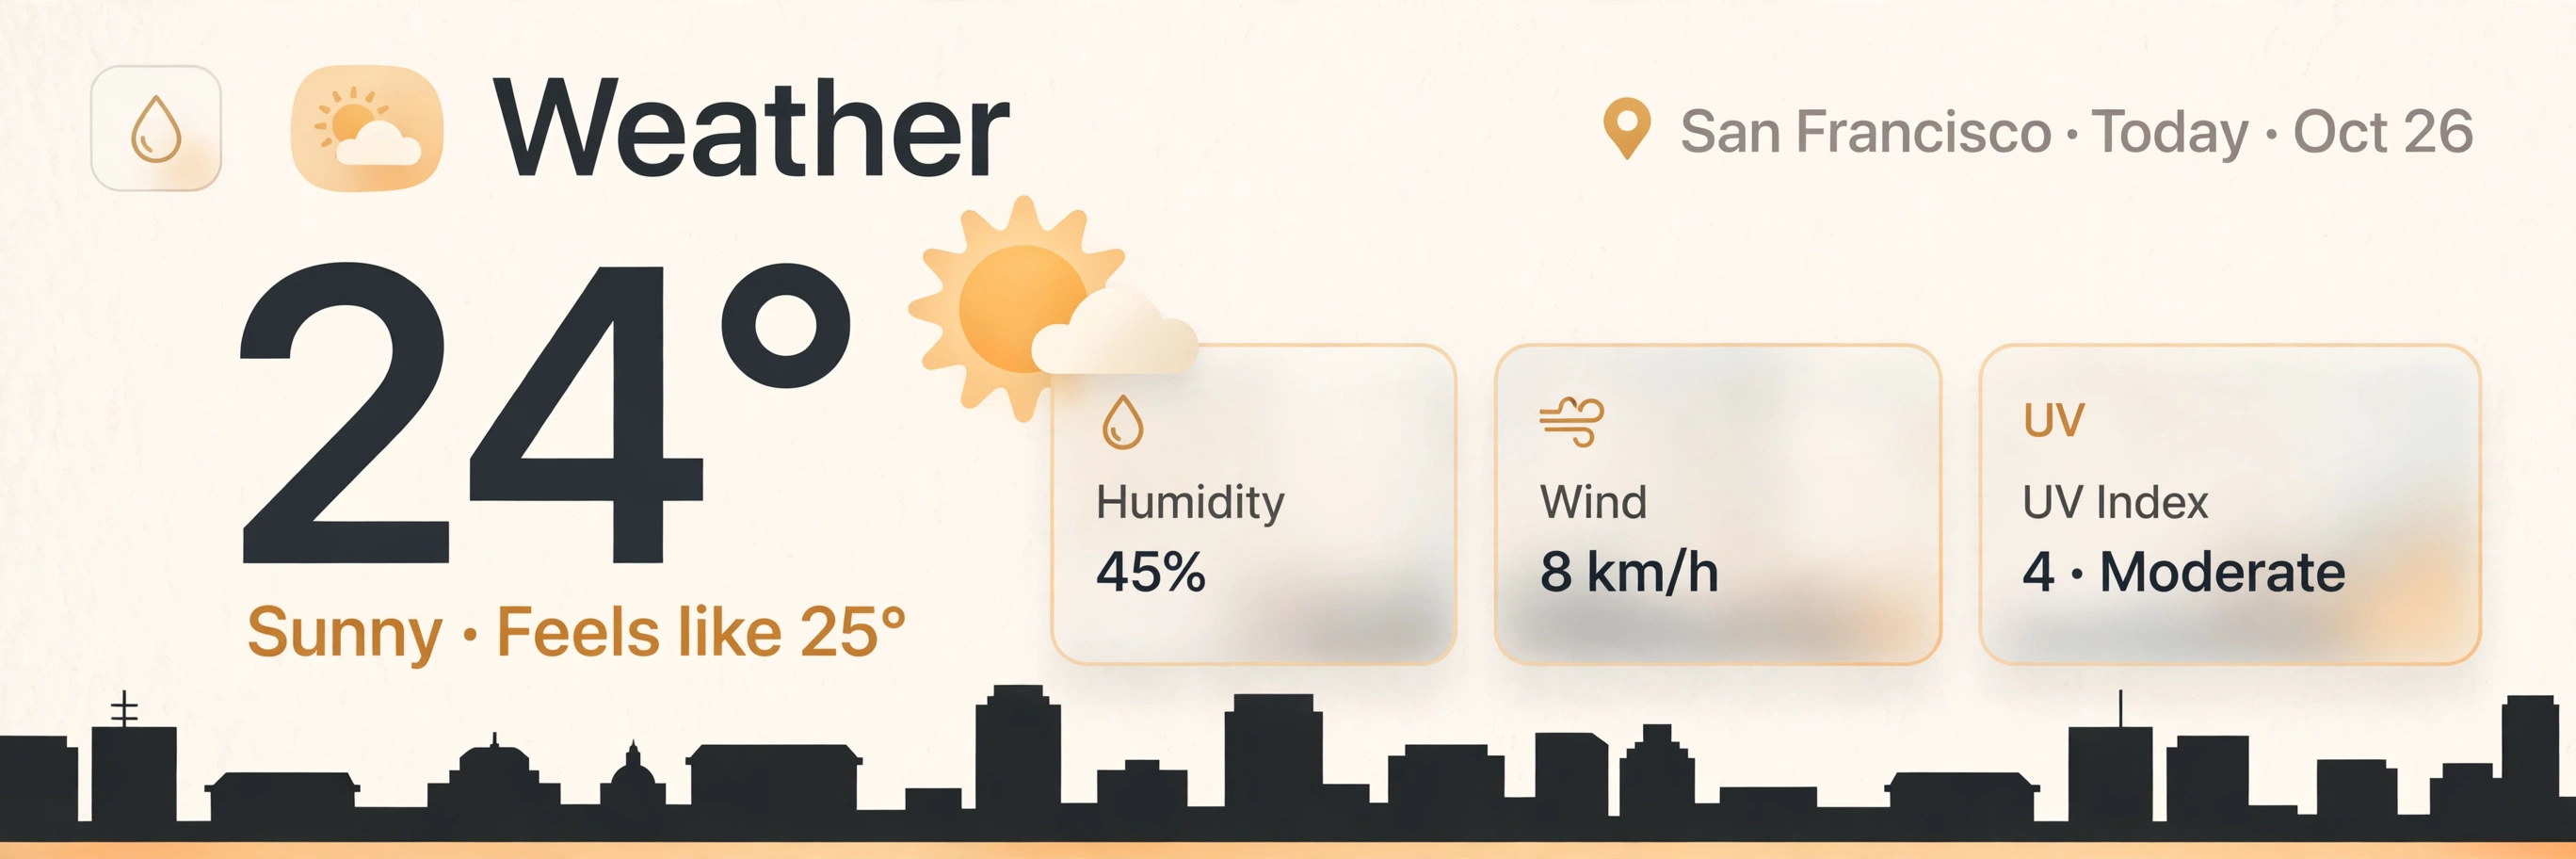 Weather
San Francisco · Today · Oct 26
24°
Sunny · Feels like 25°
Humidity
45%
Wind
8 km/h
UV
UV Index
4 · Moderate